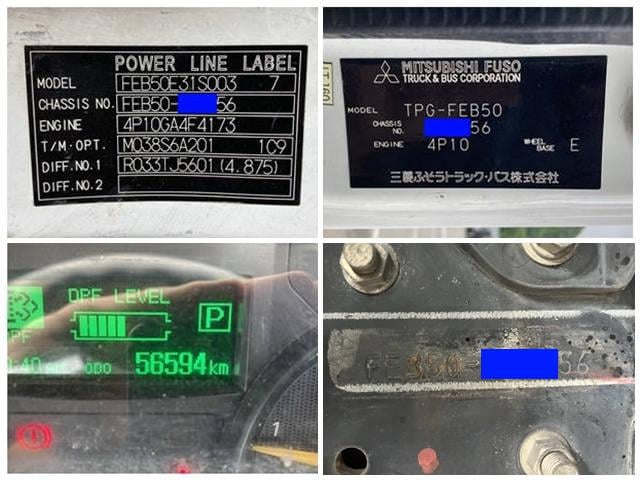 POWER LINE LABEL
MODEL FEB50E31S003 7
CHASSIS NO. FEB50- 56
ENGINE 4P10GA4F4173
T/M·OPT. M038S6A201 109
DIFF.NO.1 R033TJ5601(4.875)
DIFF.NO.2
MITSUBISHI FUSO
TRUCK & BUS CORPORATION
MODEL TPG-FEB50
CHASSIS NO. 56
ENGINE 4P10 WHEEL BASE E
三菱ふそうトラック・バス株式会社
DPF LEVEL
P
ODO 56594km
1
FEB50- 56